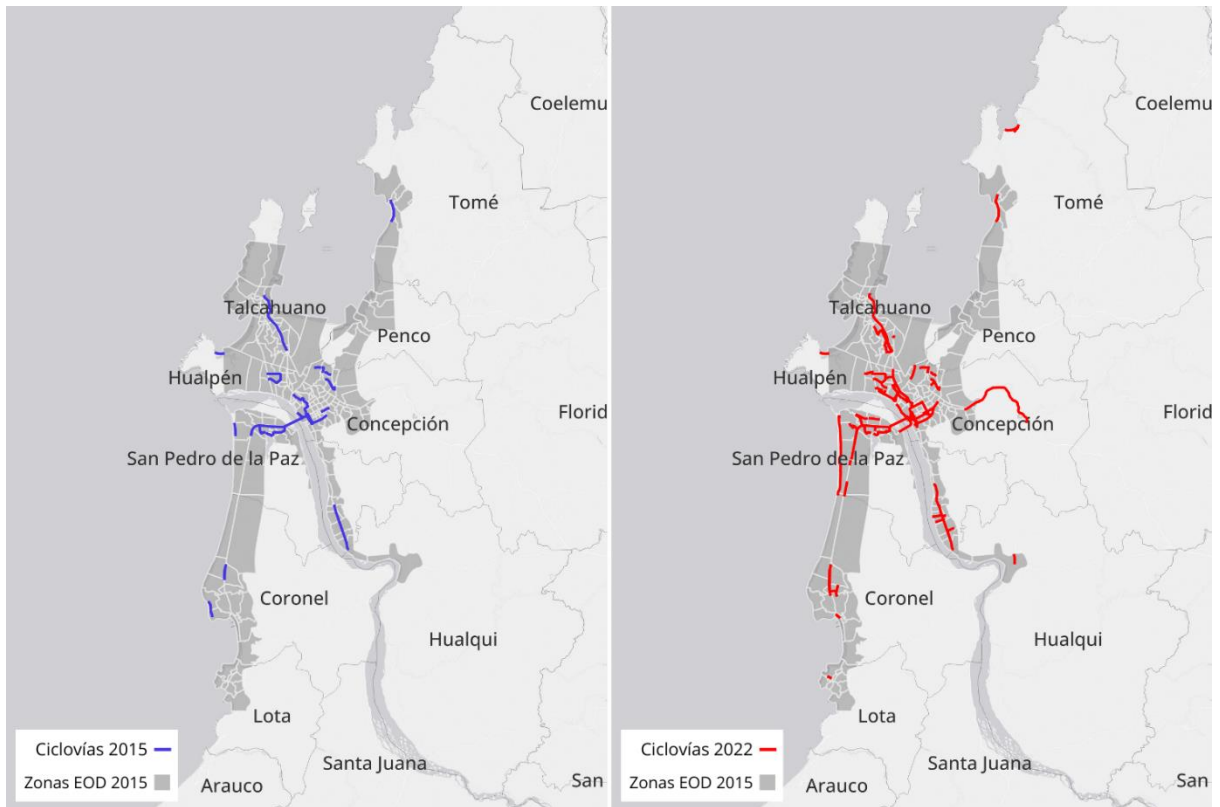 Coelemu
Tomé
Talcahuano
Penco
Hualpén
Florid
Concepción
San Pedro de la Paz
Coronel
Hualqui
Lota
Santa Juana
Arauco
San
Ciclovías 2015
Zonas EOD 2015
Coelemu
Tomé
Talcahuano
Penco
Hualpén
Florid
Concepción
San Pedro de la Paz
Coronel
Hualqui
Lota
Santa Juana
Arauco
San
Ciclovías 2022
Zonas EOD 2015